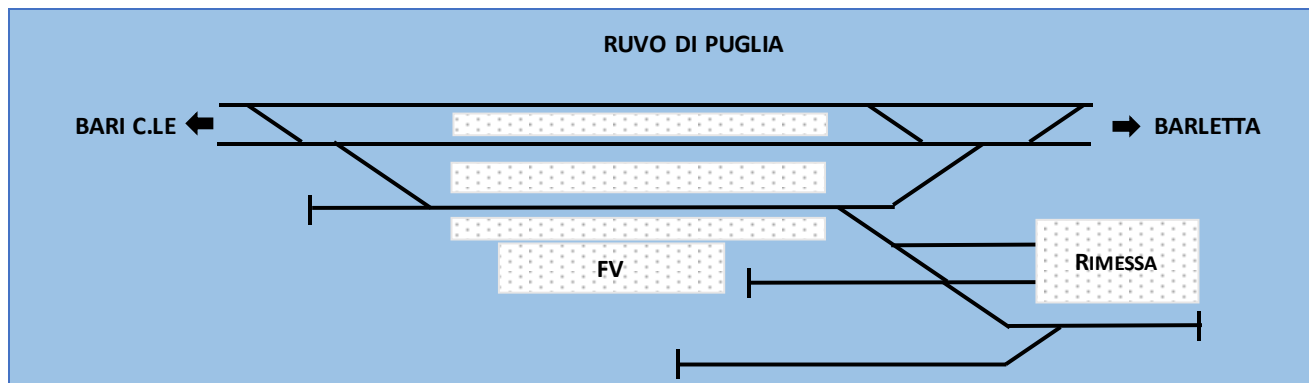 RUVO DI PUGLIA
BARI C.LE
BARLETTA
FV
RIMESSA